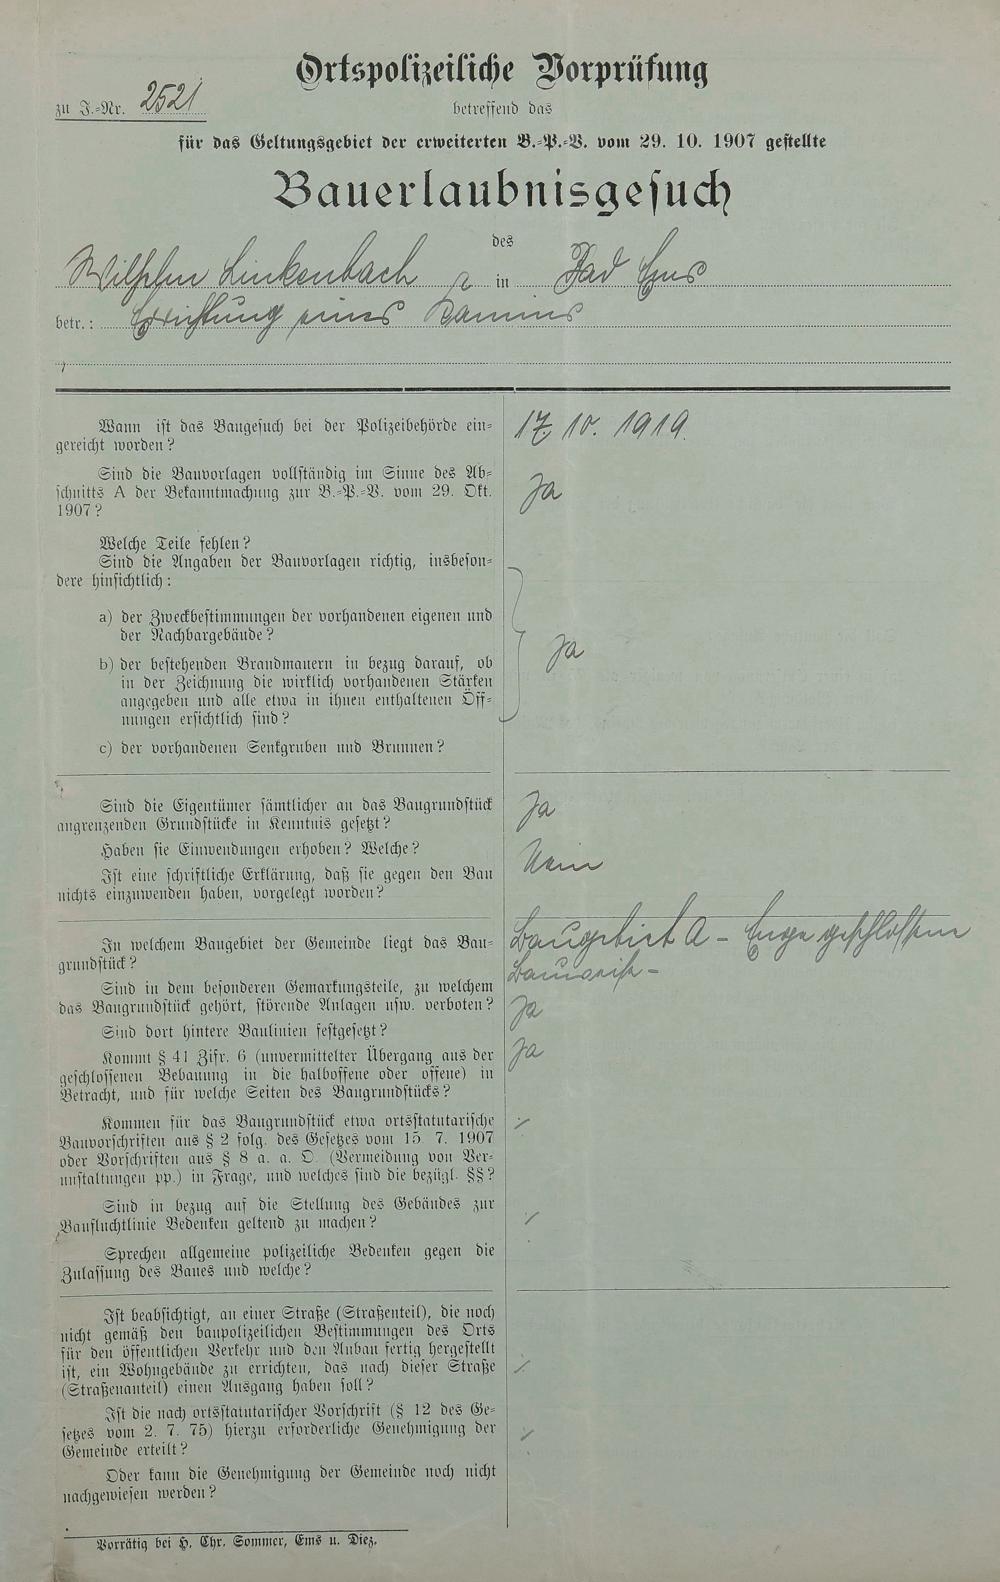 Ortspolizeiliche Vorprüfung
zu J.-Nr. 2521
betreffend das
für das Geltungsgebiet der erweiterten B.-P.-V. vom 29. 10. 1907 gestellte
Bauerlaubnisgesuch
des
Wilhelm Linkenbach in Bad Ems
betr.: Errichtung eines Kamins
Wann ist das Baugesuch bei der Polizeibehörde ein-
gereicht worden?
17. 10. 1919.
Sind die Bauvorlagen vollständig im Sinne des Ab-
schnitts A der Bekanntmachung zur B.-P.-V. vom 29. Okt.
1907?
Ja
Welche Teile fehlen?
Sind die Angaben der Bauvorlagen richtig, insbeson-
dere hinsichtlich:
a) der Zweckbestimmungen der vorhandenen eigenen und
der Nachbargebäude?
b) der bestehenden Brandmauern in bezug darauf, ob
in der Zeichnung die wirklich vorhandenen Stärken
angegeben und alle etwa in ihnen enthaltenen Öff-
nungen ersichtlich sind?
Ja
c) der vorhandenen Senkgruben und Brunnen?
Sind die Eigentümer sämtlicher an das Baugrundstück
angrenzenden Grundstücke in Kenntnis gesetzt?
Ja
Haben sie Einwendungen erhoben? Welche?
Nein
Ist eine schriftliche Erklärung, daß sie gegen den Bau
nichts einzuwenden haben, vorgelegt worden?
In welchem Baugebiet der Gemeinde liegt das Bau-
grundstück?
Baugebiet A - Enge geschlossene
Bauweise -
Sind in dem besonderen Gemarkungsteile, zu welchem
das Baugrundstück gehört, störende Anlagen usw. verboten?
Ja
Sind dort hintere Baulinien festgesetzt?
Ja
Kommt § 41 Zifr. 6 (unvermittelter Übergang aus der
geschlossenen Bebauung in die halboffene oder offene) in
Betracht, und für welche Seiten des Baugrundstücks?
Kommen für das Baugrundstück etwa ortsstatutarische
Bauvorschriften aus § 2 folg. des Gesetzes vom 15. 7. 1907
oder Vorschriften aus § 8 a. a. O. (Vermeidung von Ver-
unstaltungen pp.) in Frage, und welches sind die bezügl. §§?
Sind in bezug auf die Stellung des Gebäudes zur
Baufluchtlinie Bedenken geltend zu machen?
Sprechen allgemeine polizeiliche Bedenken gegen die
Zulassung des Baues und welche?
Ist beabsichtigt, an einer Straße (Straßenteil), die noch
nicht gemäß den baupolizeilichen Bestimmungen des Orts
für den öffentlichen Verkehr und den Anbau fertig hergestellt
ist, ein Wohngebäude zu errichten, das nach dieser Straße
(Straßenanteil) einen Ausgang haben soll?
Ist die nach ortsstatutarischer Vorschrift (§ 12 des Ge-
setzes vom 2. 7. 75) hierzu erforderliche Genehmigung der
Gemeinde erteilt?
Oder kann die Genehmigung der Gemeinde noch nicht
nachgewiesen werden?
Vorrätig bei H. Chr. Sommer, Ems u. Diez.